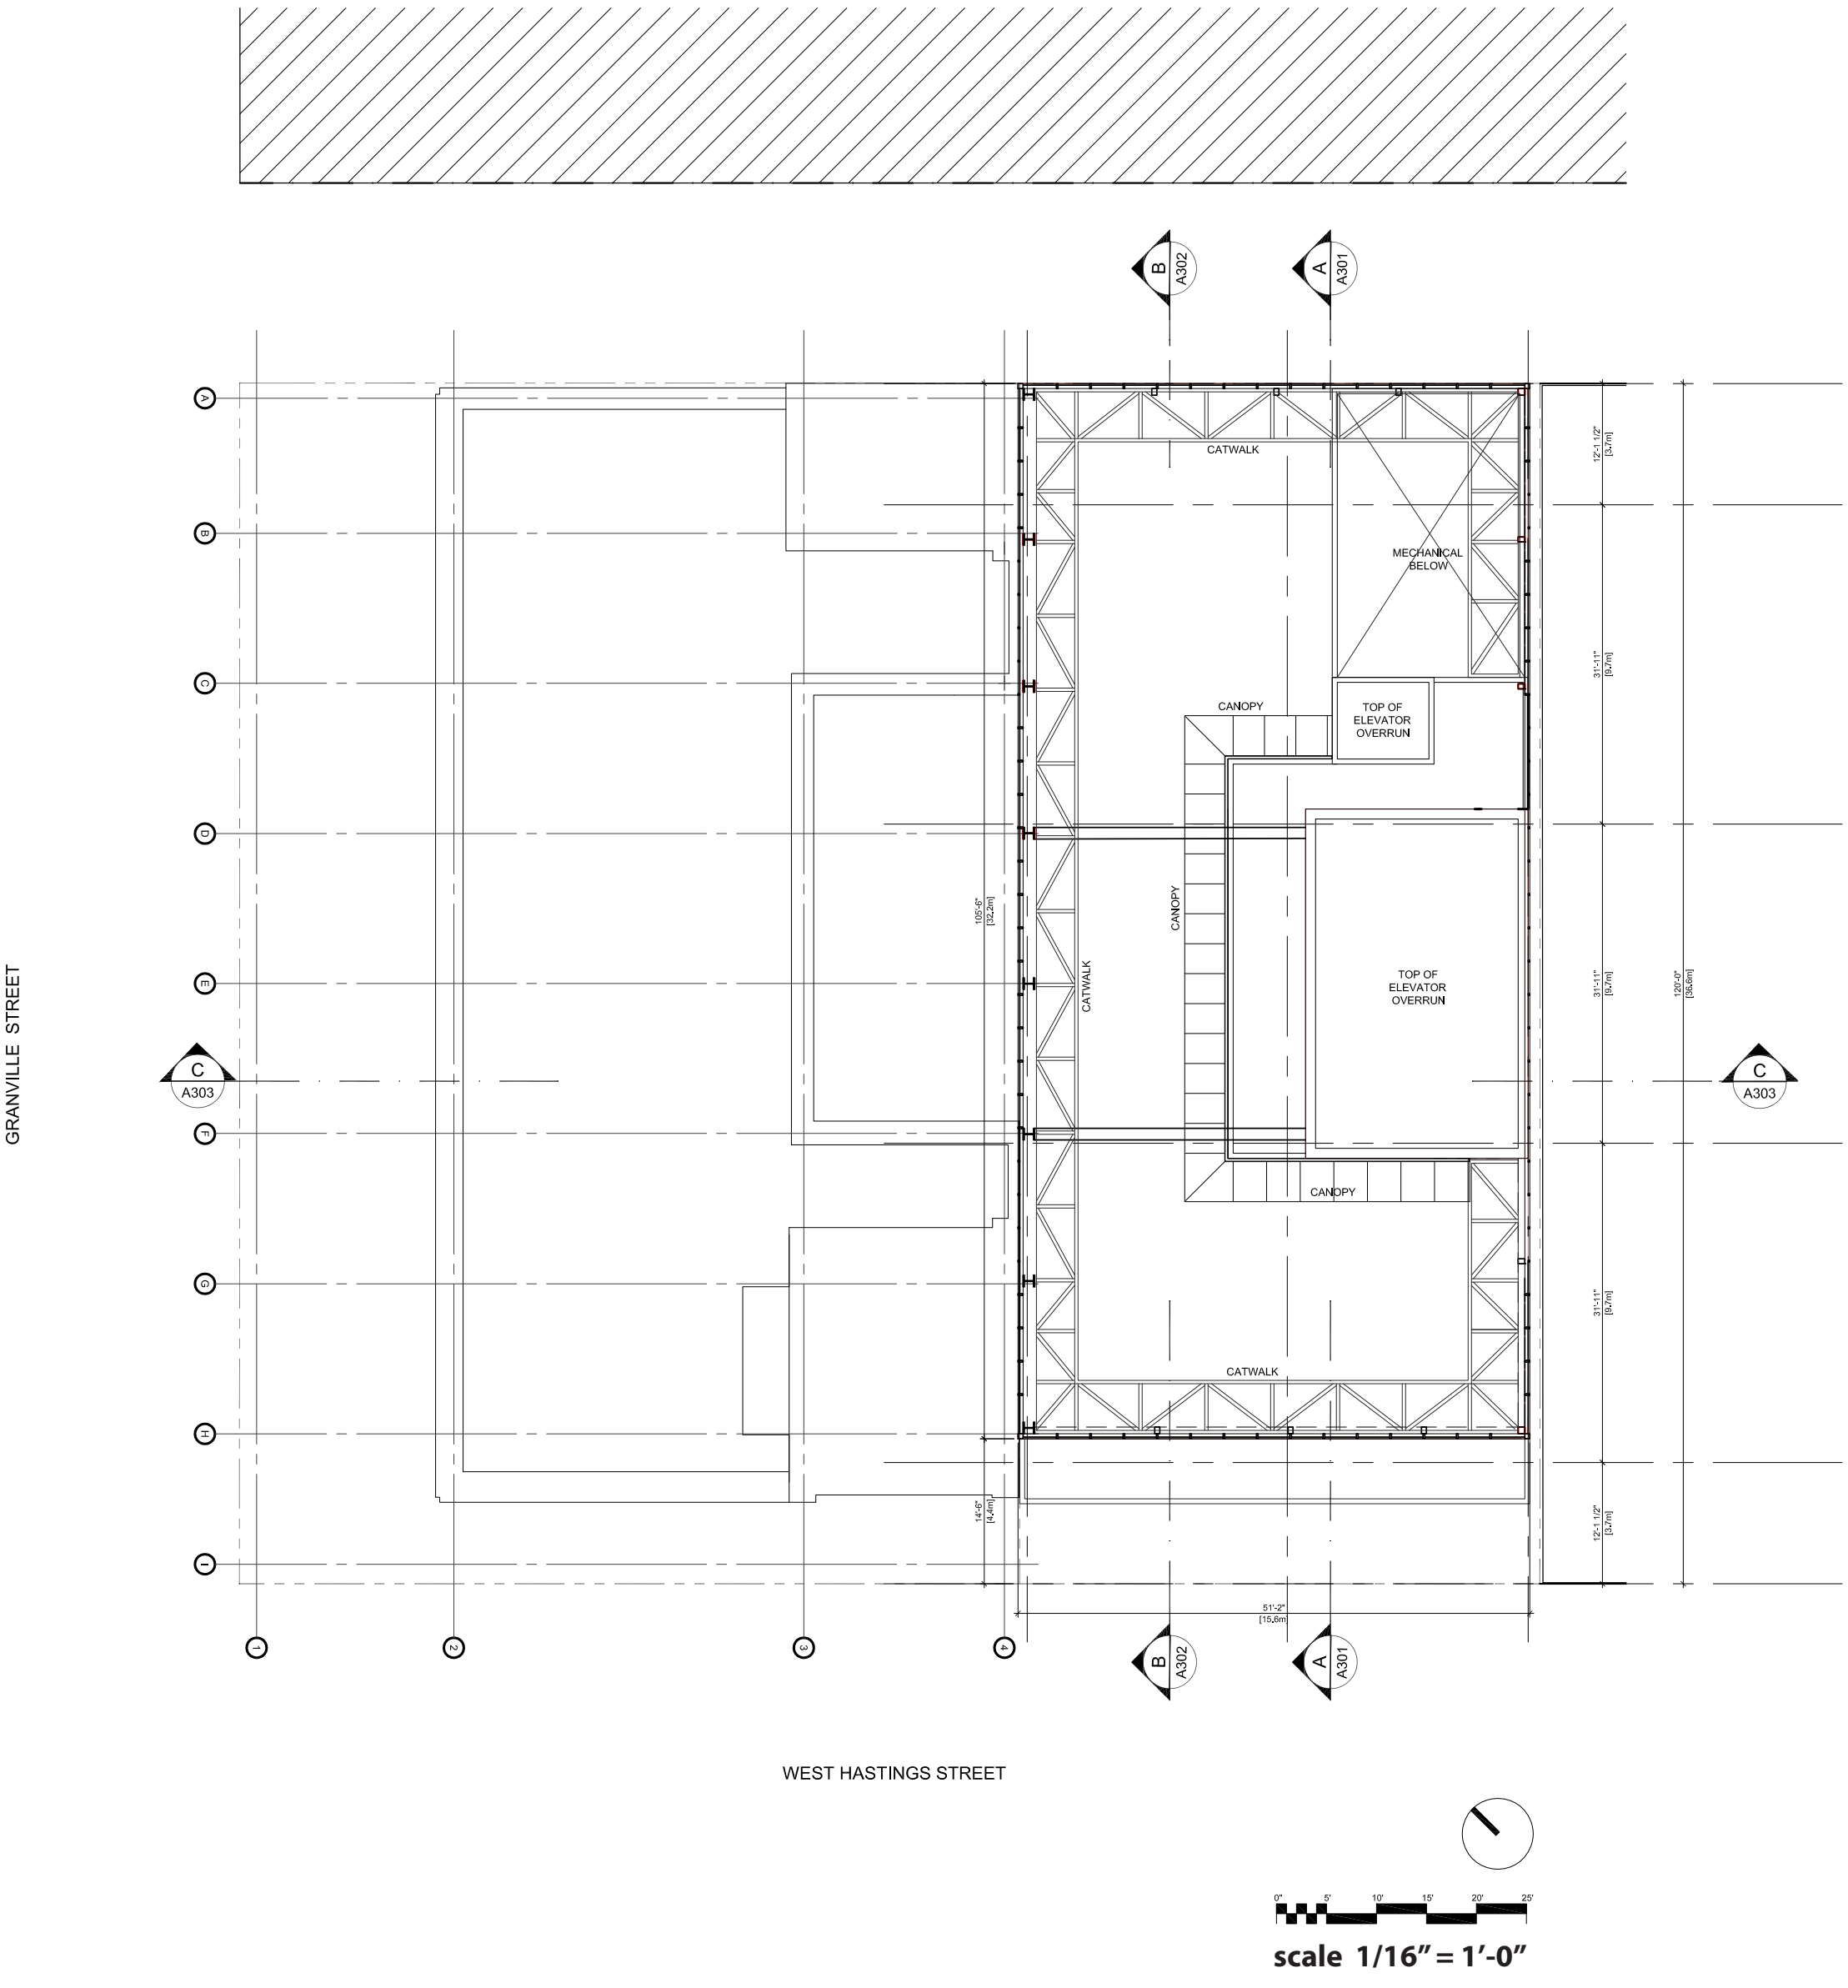 B
A302
A
A301
A
B
C
D
E
F
G
H
I
CATWALK
12'-1 1/2"
[3.7m]
MECHANICAL
BELOW
31'-11"
[9.7m]
CANOPY
TOP OF
ELEVATOR
OVERRUN
CANOPY
105'-6"
[32.2m]
CATWALK
TOP OF
ELEVATOR
OVERRUN
31'-11"
[9.7m]
120'-0"
[36.6m]
GRANVILLE STREET
C
A303
C
A303
CANOPY
31'-11"
[9.7m]
CATWALK
14'-6"
[4.4m]
12'-1 1/2"
[3.7m]
51'-2"
[15.6m
1
2
3
4
B
A302
A
A301
WEST HASTINGS STREET
0" 5' 10' 15' 20' 25'
scale 1/16” = 1’-0”